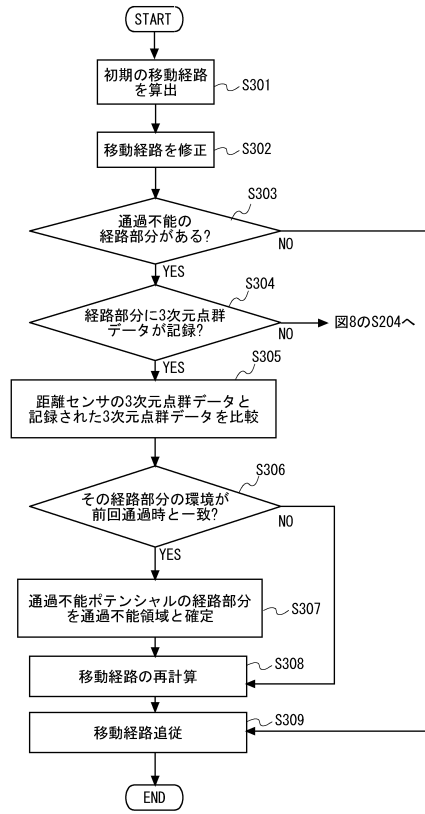 START
初期の移動経路
を算出
S301
移動経路を修正
S302
S303
通過不能の
経路部分がある?
NO
YES
S304
経路部分に3次元点群
データが記録?
NO
図8のS204へ
YES
S305
距離センサの3次元点群データと
記録された3次元点群データを比較
S306
その経路部分の環境が
前回通過時と一致?
NO
YES
通過不能ポテンシャルの経路部分
を通過不能領域と確定
S307
移動経路の再計算
S308
移動経路追従
S309
END